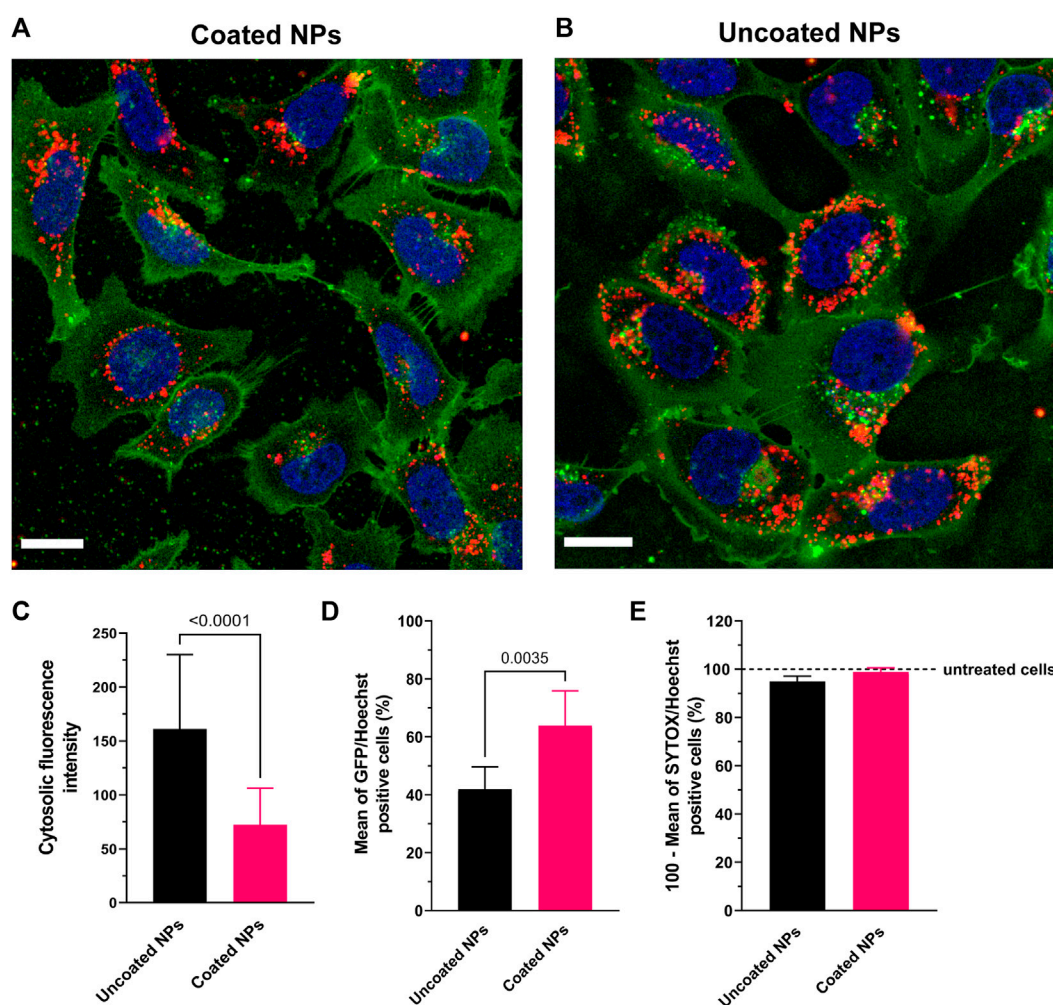 A
Coated NPs
B
Uncoated NPs
C
Cytosolic fluorescence
intensity
250
200
150
100
50
0
<0.0001
Uncoated NPs
Coated NPs
D
Mean of GFP/Hoechst
positive cells (%)
100
80
60
40
20
0
0.0035
Uncoated NPs
Coated NPs
E
100 - Mean of SYTOX/Hoechst
positive cells (%)
120
100
80
60
40
20
0
untreated cells
Uncoated NPs
Coated NPs